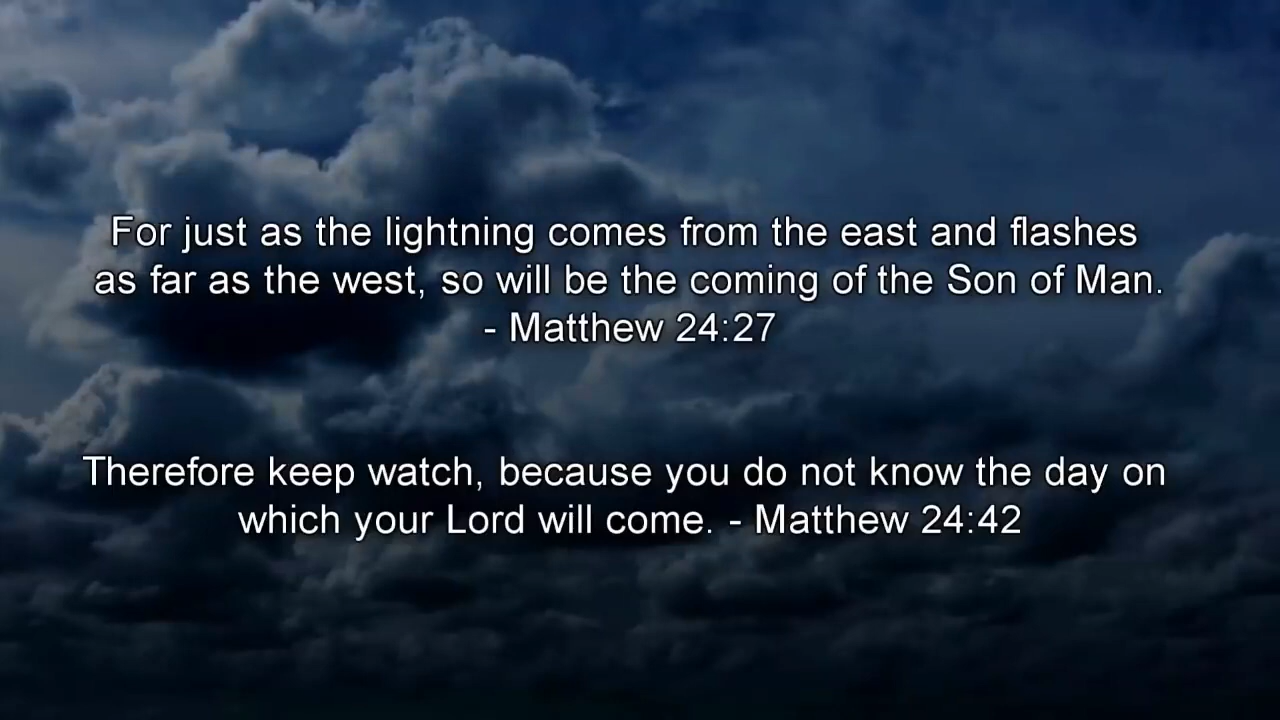 For just as the lightning comes from the east and flashes
as far as the west, so will be the coming of the Son of Man.
- Matthew 24:27
Therefore keep watch, because you do not know the day on
which your Lord will come. - Matthew 24:42